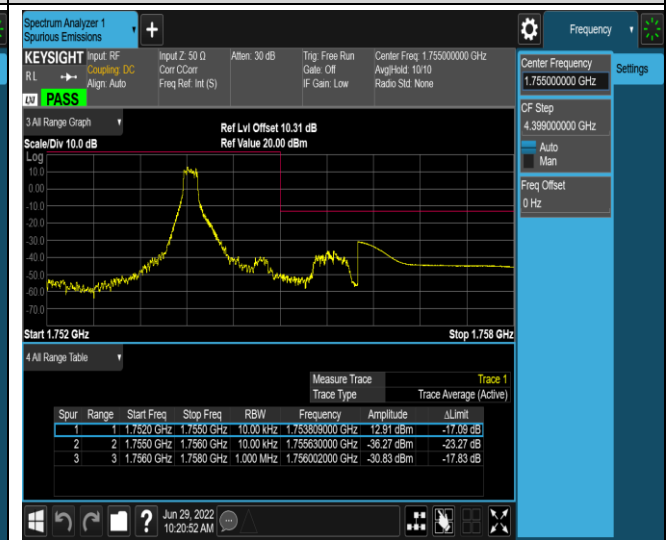 Spectrum Analyzer 1
Spurious Emissions
+
Frequency
KEYSIGHT
R L
LXI
PASS
Input: RF
Coupling: DC
Align: Auto
Input Z: 50 Ω
Corr CCorr
Freq Ref: Int (S)
Atten: 30 dB
Trig: Free Run
Gate: Off
IF Gain: Low
Center Freq: 1.755000000 GHz
Avg|Hold: 10/10
Radio Std: None
Center Frequency
1.755000000 GHz
Settings
CF Step
4.399000000 GHz
Auto
Man
Freq Offset
0 Hz
3 All Range Graph
Scale/Div 10.0 dB
Ref Lvl Offset 10.31 dB
Ref Value 20.00 dBm
Log
10.0
0.00
-10.0
-20.0
-30.0
-40.0
-50.0
-60.0
-70.0
Start 1.752 GHz
Stop 1.758 GHz
4 All Range Table
Measure Trace Trace 1
Trace Type Trace Average (Active)
Spur Range Start Freq Stop Freq RBW Frequency Amplitude ΔLimit
1 1 1.7520 GHz 1.7550 GHz 10.00 kHz 1.753809000 GHz 12.91 dBm -17.09 dB
2 2 1.7550 GHz 1.7560 GHz 10.00 kHz 1.755630000 GHz -36.27 dBm -23.27 dB
3 3 1.7560 GHz 1.7580 GHz 1.000 MHz 1.756002000 GHz -30.83 dBm -17.83 dB
?
Jun 29, 2022
10:20:52 AM